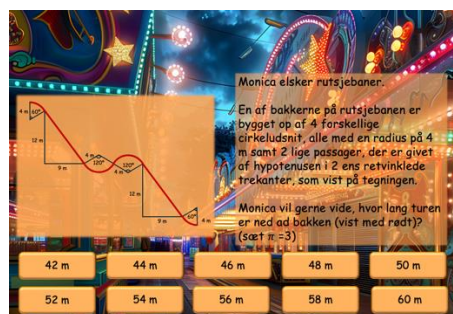 Monica elsker rutsjebaner.
En af bakkerne på rutsjebanen er
bygget op af 4 forskellige
cirkeludsnit, alle med en radius på 4
m samt 2 lige passager, der er givet
af hypotenusen i 2 ens retvinklede
trekanter, som vist på tegningen.
Monica vil gerne vide, hvor lang turen
er ned ad bakken (vist med rødt)?
(sæt π =3)
4 m 60°
12 m
9 m
4 m
120°
120°
4 m
12 m
9 m
60°
4 m
42 m 44 m 46 m 48 m 50 m
52 m 54 m 56 m 58 m 60 m